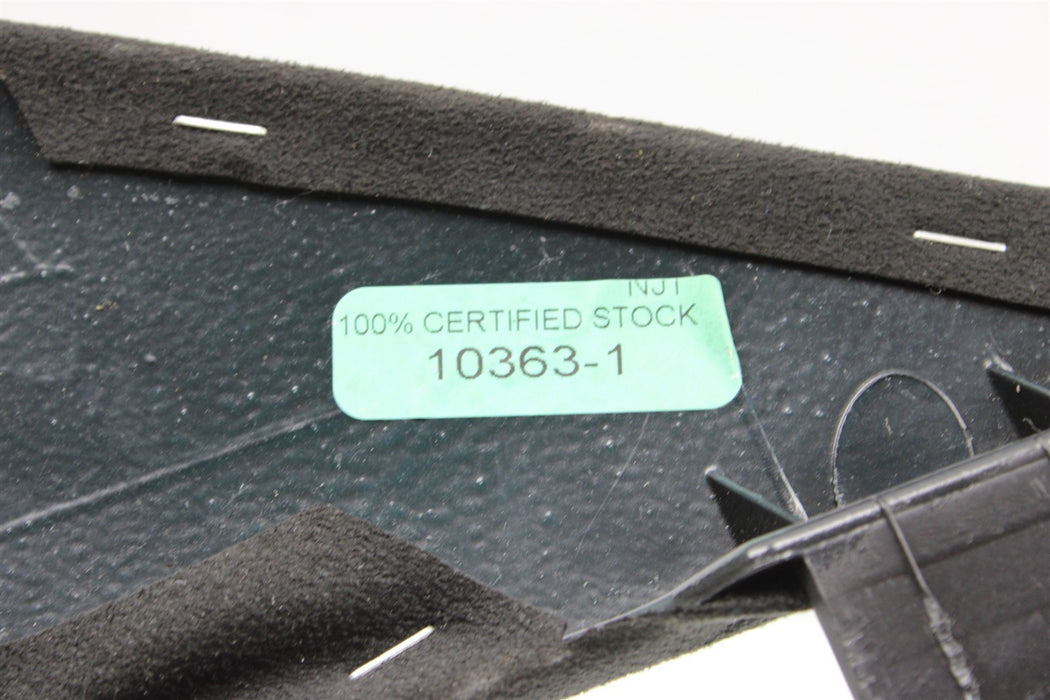 NJT
100% CERTIFIED STOCK
10363-1